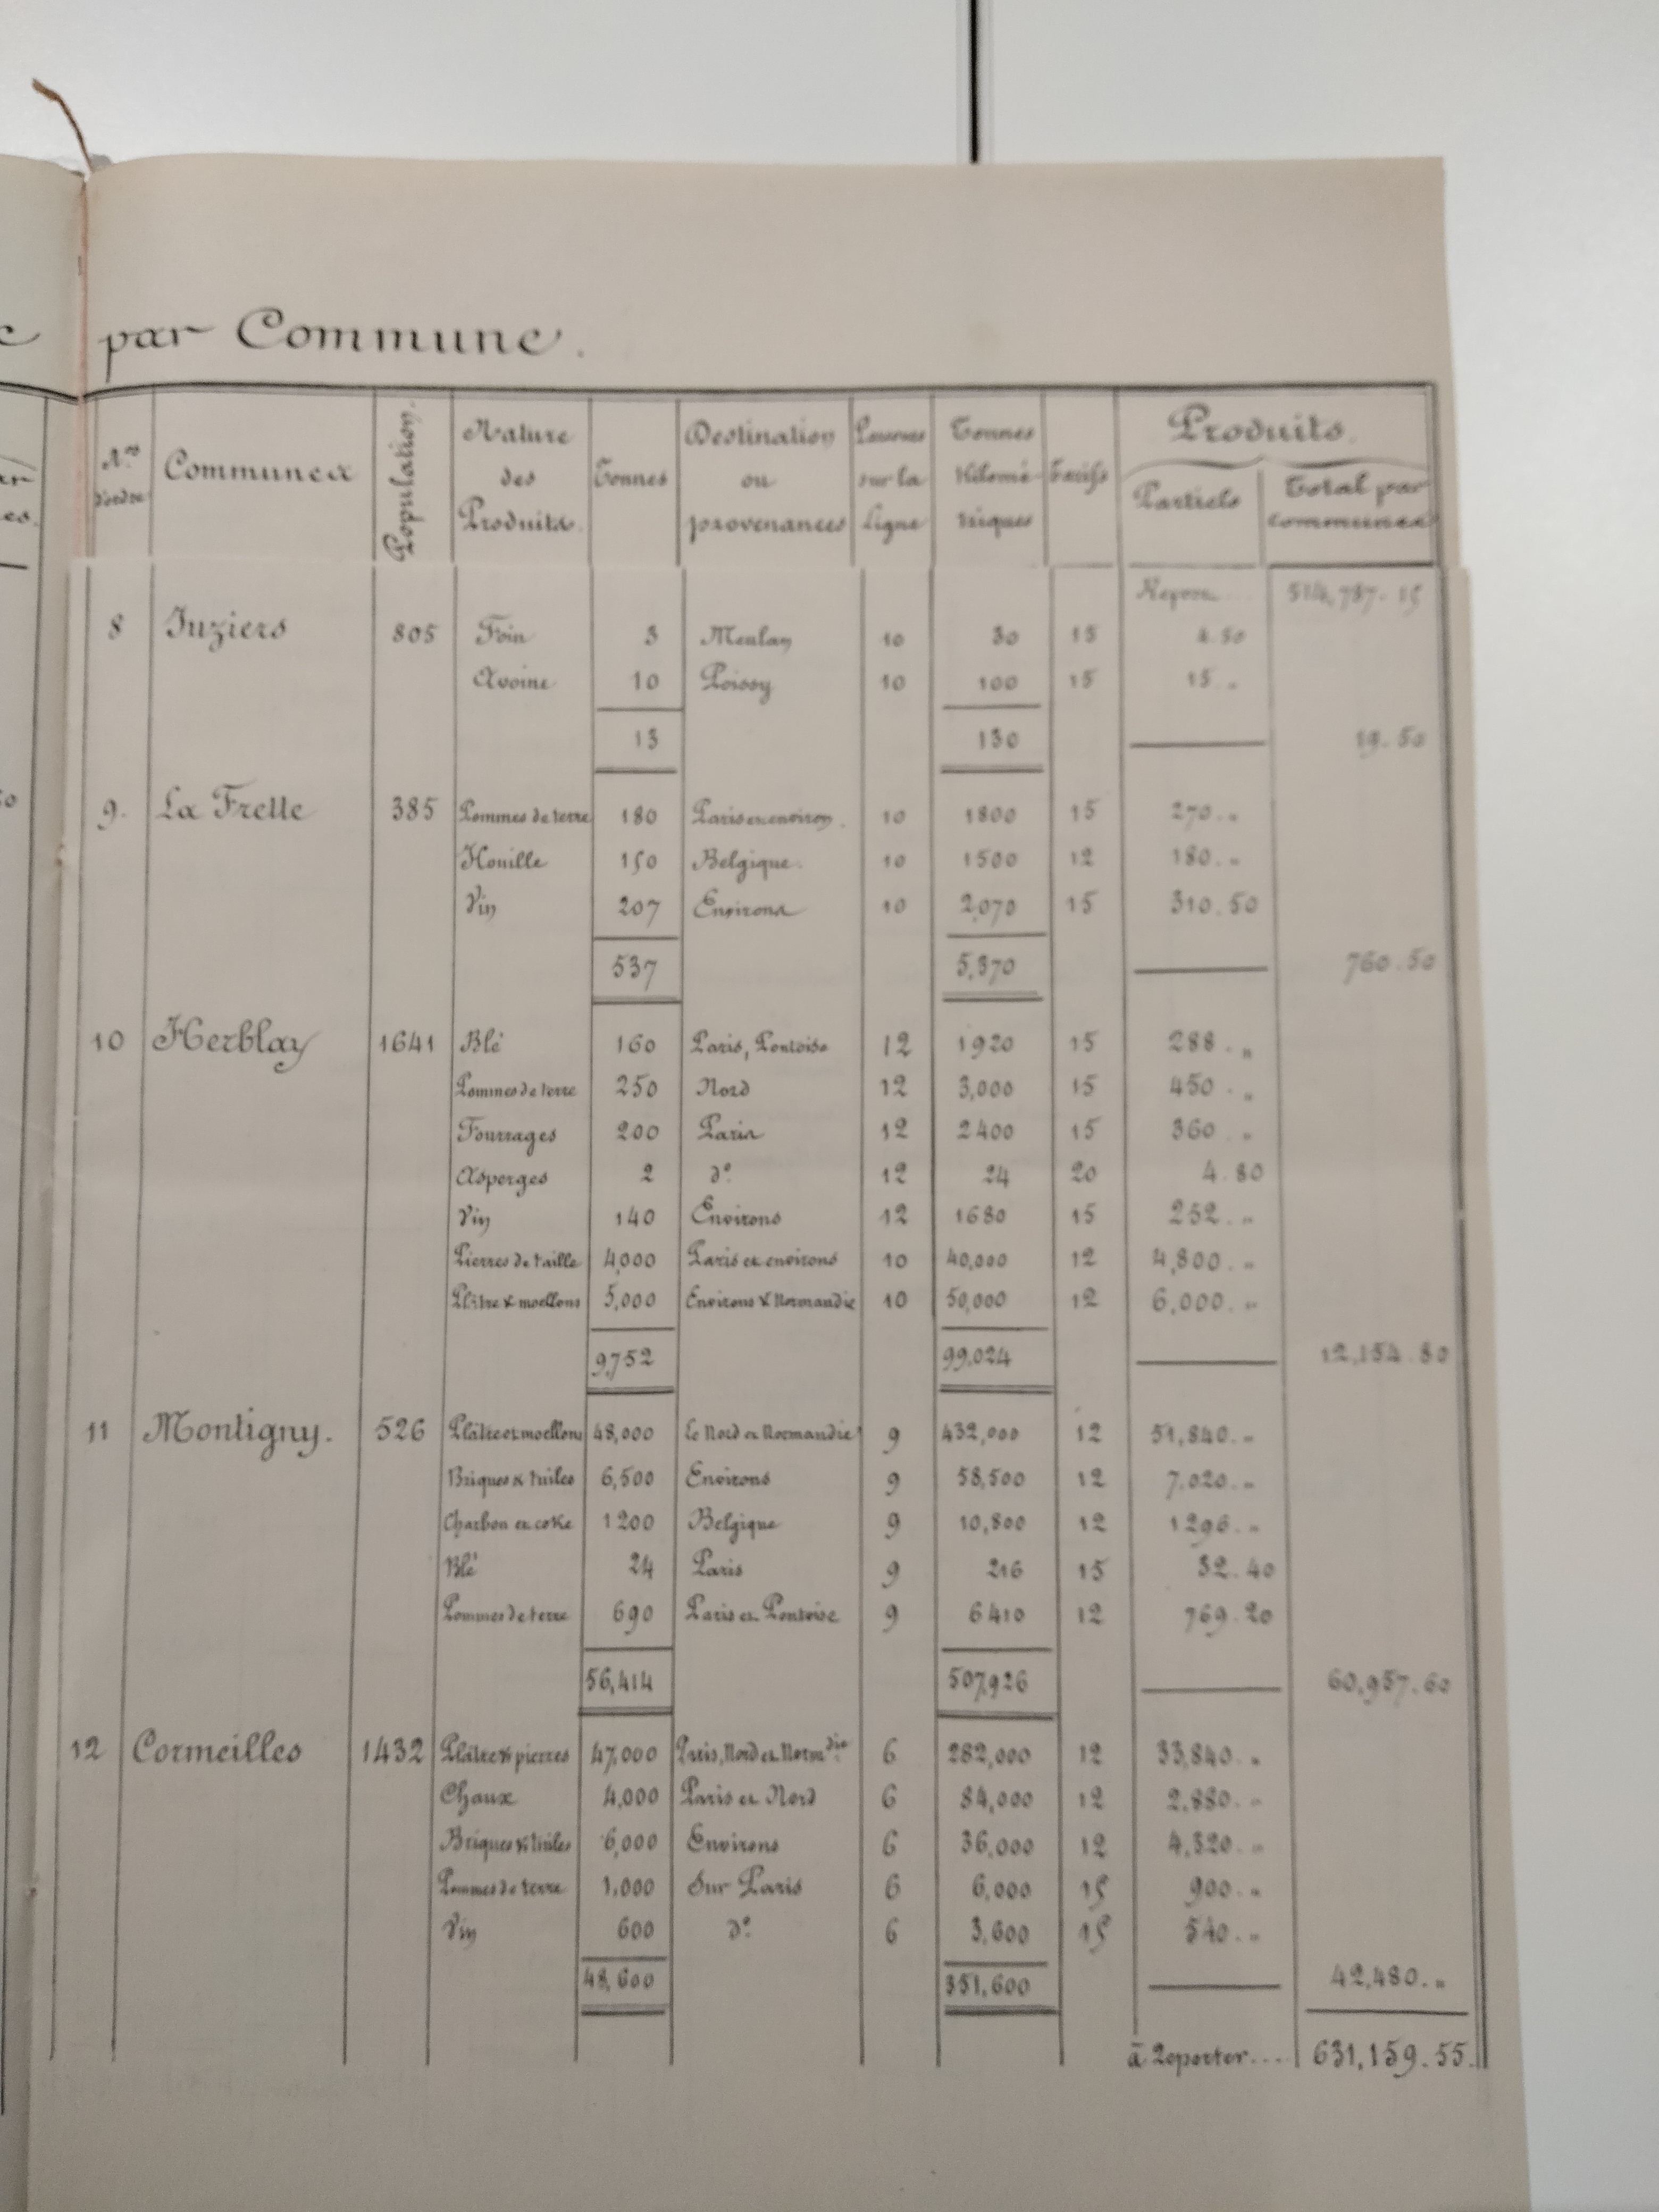 par Commune.
Nos d'ordre Communes Population. Nature des Produits. Tonnes Destination ou provenances Parcours sur la ligne Tonnes Kilomé- triques Tarifs Produits. Partiels Total par communes
Report... 514,787. 15
8 Juziers 805 Foin 3 Meulan 10 30 15 4.50
Avoine 10 Poissy 10 100 15 15 „
13 130 19.50
9. La Frette 385 Pommes de terre 180 Paris et environ. 10 1800 15 270. „
Houille 150 Belgique. 10 1500 12 180. „
Vin 207 Environs 10 2,070 15 310.50
537 5,370 760.50
10 Herblay 1641 Blé 160 Paris, Pontoise 12 1920 15 288. „
Pommes de terre 250 Nord 12 3,000 15 450. „
Fourrages 200 Paris 12 2400 15 360 „
Asperges 2 do 12 24 20 4.80
Vin 140 Environs 12 1680 15 252. „
Pierres de taille 4,000 Paris et environs 10 40,000 12 4,800. „
Plâtre & moellons 5,000 Environs & Normandie 10 50,000 12 6,000. „
9,752 99,024 12,154.80
11 Montigny. 526 Plâtre et moellons 48,000 Le Nord et Normandie 9 432,000 12 51,840. „
Briques & tuiles 6,500 Environs 9 58,500 12 7.020. „
Charbon et coke 1200 Belgique 9 10,800 12 1296. „
Blé 24 Paris 9 216 15 32.40
Pommes de terre 690 Paris et Pontoise 9 6410 12 769.20
56,414 507,926 60,957.60
12 Cormeilles 1432 Plâtre & pierres 47,000 Paris, Nord et Normdie 6 282,000 12 33,840. „
Chaux 4,000 Paris et Nord 6 84,000 12 2,880. „
Briques & tuiles 6,000 Environs 6 36,000 12 4,320. „
Pommes de terre 1,000 Sur Paris 6 6,000 15 900. „
Vin 600 do 6 3,600 15 540. „
48,600 351,600 42,480. „
à Reporter... 631,159.55.